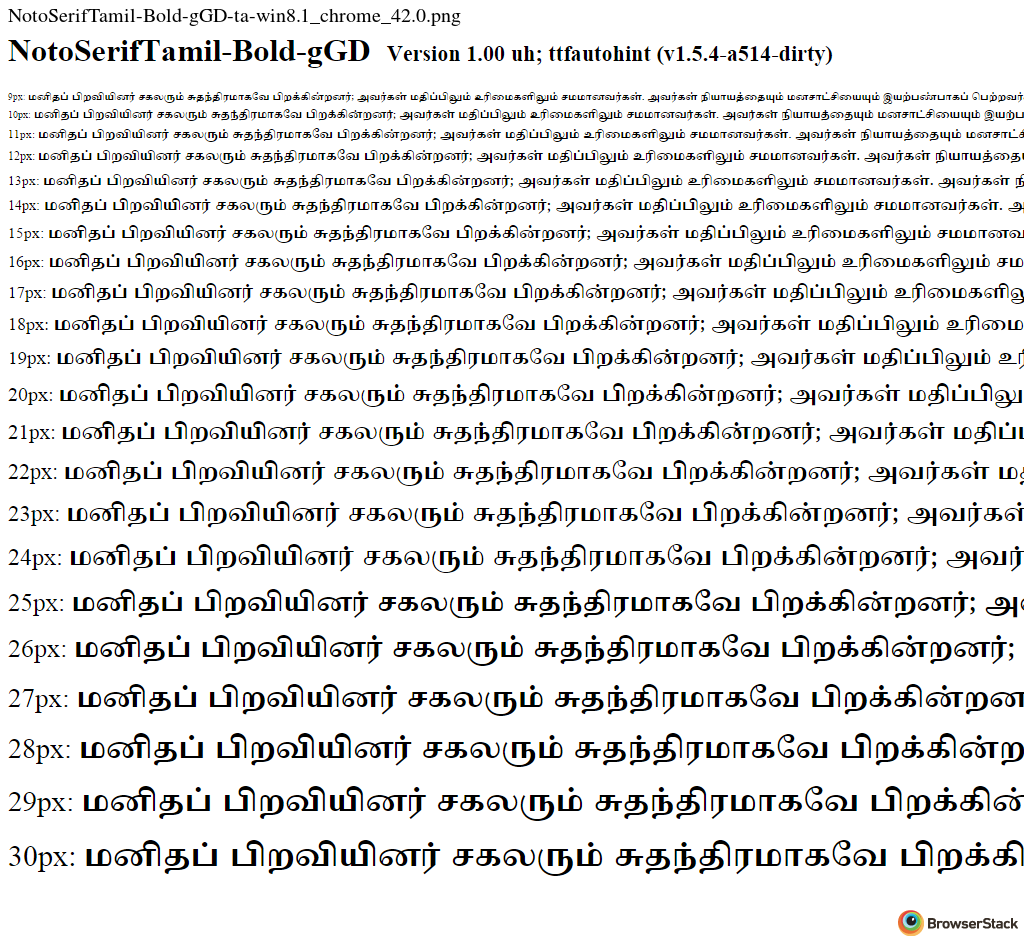 NotoSerifTamil-Bold-gGD-ta-win8.1_chrome_42.0.png
NotoSerifTamil-Bold-gGD Version 1.00 uh; ttfautohint (v1.5.4-a514-dirty)
9px: மனிதப் பிறவியினர் சகலரும் சுதந்திரமாகவே பிறக்கின்றனர்; அவர்கள் மதிப்பிலும் உரிமைகளிலும் சமமானவர்கள். அவர்கள் நியாயத்தையும் மனசாட்சியையும் இயற்பண்பாகப் பெற்றவர்
10px: மனிதப் பிறவியினர் சகலரும் சுதந்திரமாகவே பிறக்கின்றனர்; அவர்கள் மதிப்பிலும் உரிமைகளிலும் சமமானவர்கள். அவர்கள் நியாயத்தையும் மனசாட்சியையும் இயற்ப
11px: மனிதப் பிறவியினர் சகலரும் சுதந்திரமாகவே பிறக்கின்றனர்; அவர்கள் மதிப்பிலும் உரிமைகளிலும் சமமானவர்கள். அவர்கள் நியாயத்தையும் மனசாட்சி
12px: மனிதப் பிறவியினர் சகலரும் சுதந்திரமாகவே பிறக்கின்றனர்; அவர்கள் மதிப்பிலும் உரிமைகளிலும் சமமானவர்கள். அவர்கள் நியாயத்தை
13px: மனிதப் பிறவியினர் சகலரும் சுதந்திரமாகவே பிறக்கின்றனர்; அவர்கள் மதிப்பிலும் உரிமைகளிலும் சமமானவர்கள். அவர்கள் நி
14px: மனிதப் பிறவியினர் சகலரும் சுதந்திரமாகவே பிறக்கின்றனர்; அவர்கள் மதிப்பிலும் உரிமைகளிலும் சமமானவர்கள். அ
15px: மனிதப் பிறவியினர் சகலரும் சுதந்திரமாகவே பிறக்கின்றனர்; அவர்கள் மதிப்பிலும் உரிமைகளிலும் சமமானவ
16px: மனிதப் பிறவியினர் சகலரும் சுதந்திரமாகவே பிறக்கின்றனர்; அவர்கள் மதிப்பிலும் உரிமைகளிலும் சம
17px: மனிதப் பிறவியினர் சகலரும் சுதந்திரமாகவே பிறக்கின்றனர்; அவர்கள் மதிப்பிலும் உரிமைகளிலு
18px: மனிதப் பிறவியினர் சகலரும் சுதந்திரமாகவே பிறக்கின்றனர்; அவர்கள் மதிப்பிலும் உரிமை
19px: மனிதப் பிறவியினர் சகலரும் சுதந்திரமாகவே பிறக்கின்றனர்; அவர்கள் மதிப்பிலும் உரி
20px: மனிதப் பிறவியினர் சகலரும் சுதந்திரமாகவே பிறக்கின்றனர்; அவர்கள் மதிப்பிலு
21px: மனிதப் பிறவியினர் சகலரும் சுதந்திரமாகவே பிறக்கின்றனர்; அவர்கள் மதிப்ப
22px: மனிதப் பிறவியினர் சகலரும் சுதந்திரமாகவே பிறக்கின்றனர்; அவர்கள் மதி
23px: மனிதப் பிறவியினர் சகலரும் சுதந்திரமாகவே பிறக்கின்றனர்; அவர்கள்
24px: மனிதப் பிறவியினர் சகலரும் சுதந்திரமாகவே பிறக்கின்றனர்; அவர்
25px: மனிதப் பிறவியினர் சகலரும் சுதந்திரமாகவே பிறக்கின்றனர்; அவ
26px: மனிதப் பிறவியினர் சகலரும் சுதந்திரமாகவே பிறக்கின்றனர்;
27px: மனிதப் பிறவியினர் சகலரும் சுதந்திரமாகவே பிறக்கின்றன
28px: மனிதப் பிறவியினர் சகலரும் சுதந்திரமாகவே பிறக்கின்ற
29px: மனிதப் பிறவியினர் சகலரும் சுதந்திரமாகவே பிறக்கின்
30px: மனிதப் பிறவியினர் சகலரும் சுதந்திரமாகவே பிறக்கி
BrowserStack